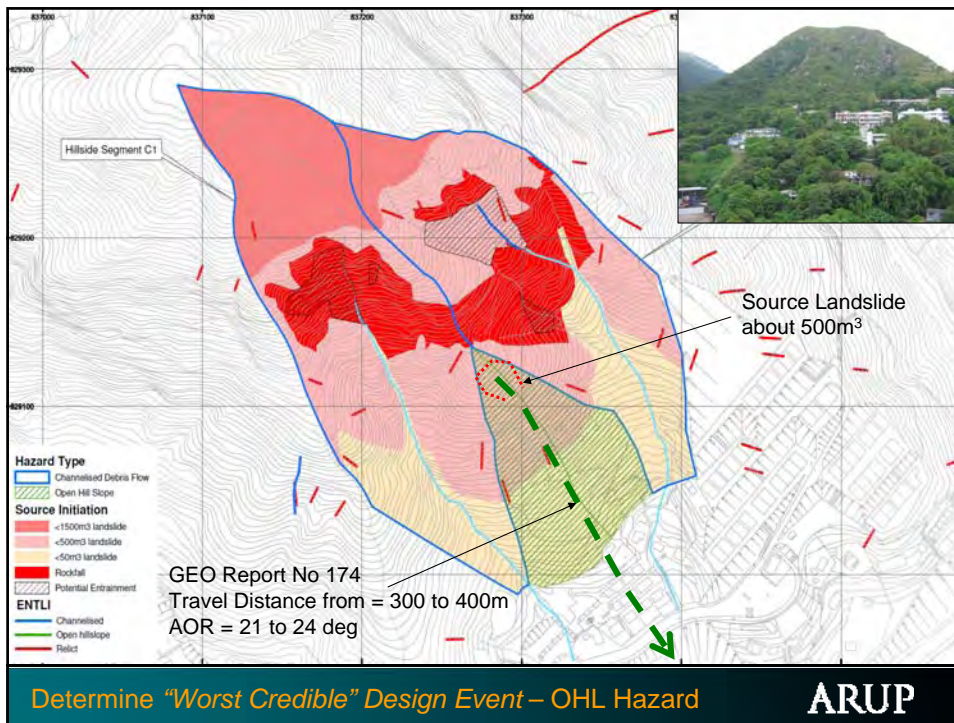 837000 837100 837200 837300
829300
Hillside Segment C1
829200
Source Landslide
about 500m3
829100
Hazard Type
Channelised Debris Flow
Open Hill Slope
Source Initiation
<1500m3 landslide
<500m3 landslide
<50m3 landslide
Rockfall
Potential Entrainment
ENTLI
Channelised
Open hillslope
Relict
GEO Report No 174
Travel Distance from = 300 to 400m
AOR = 21 to 24 deg
Determine “Worst Credible” Design Event – OHL Hazard
ARUP